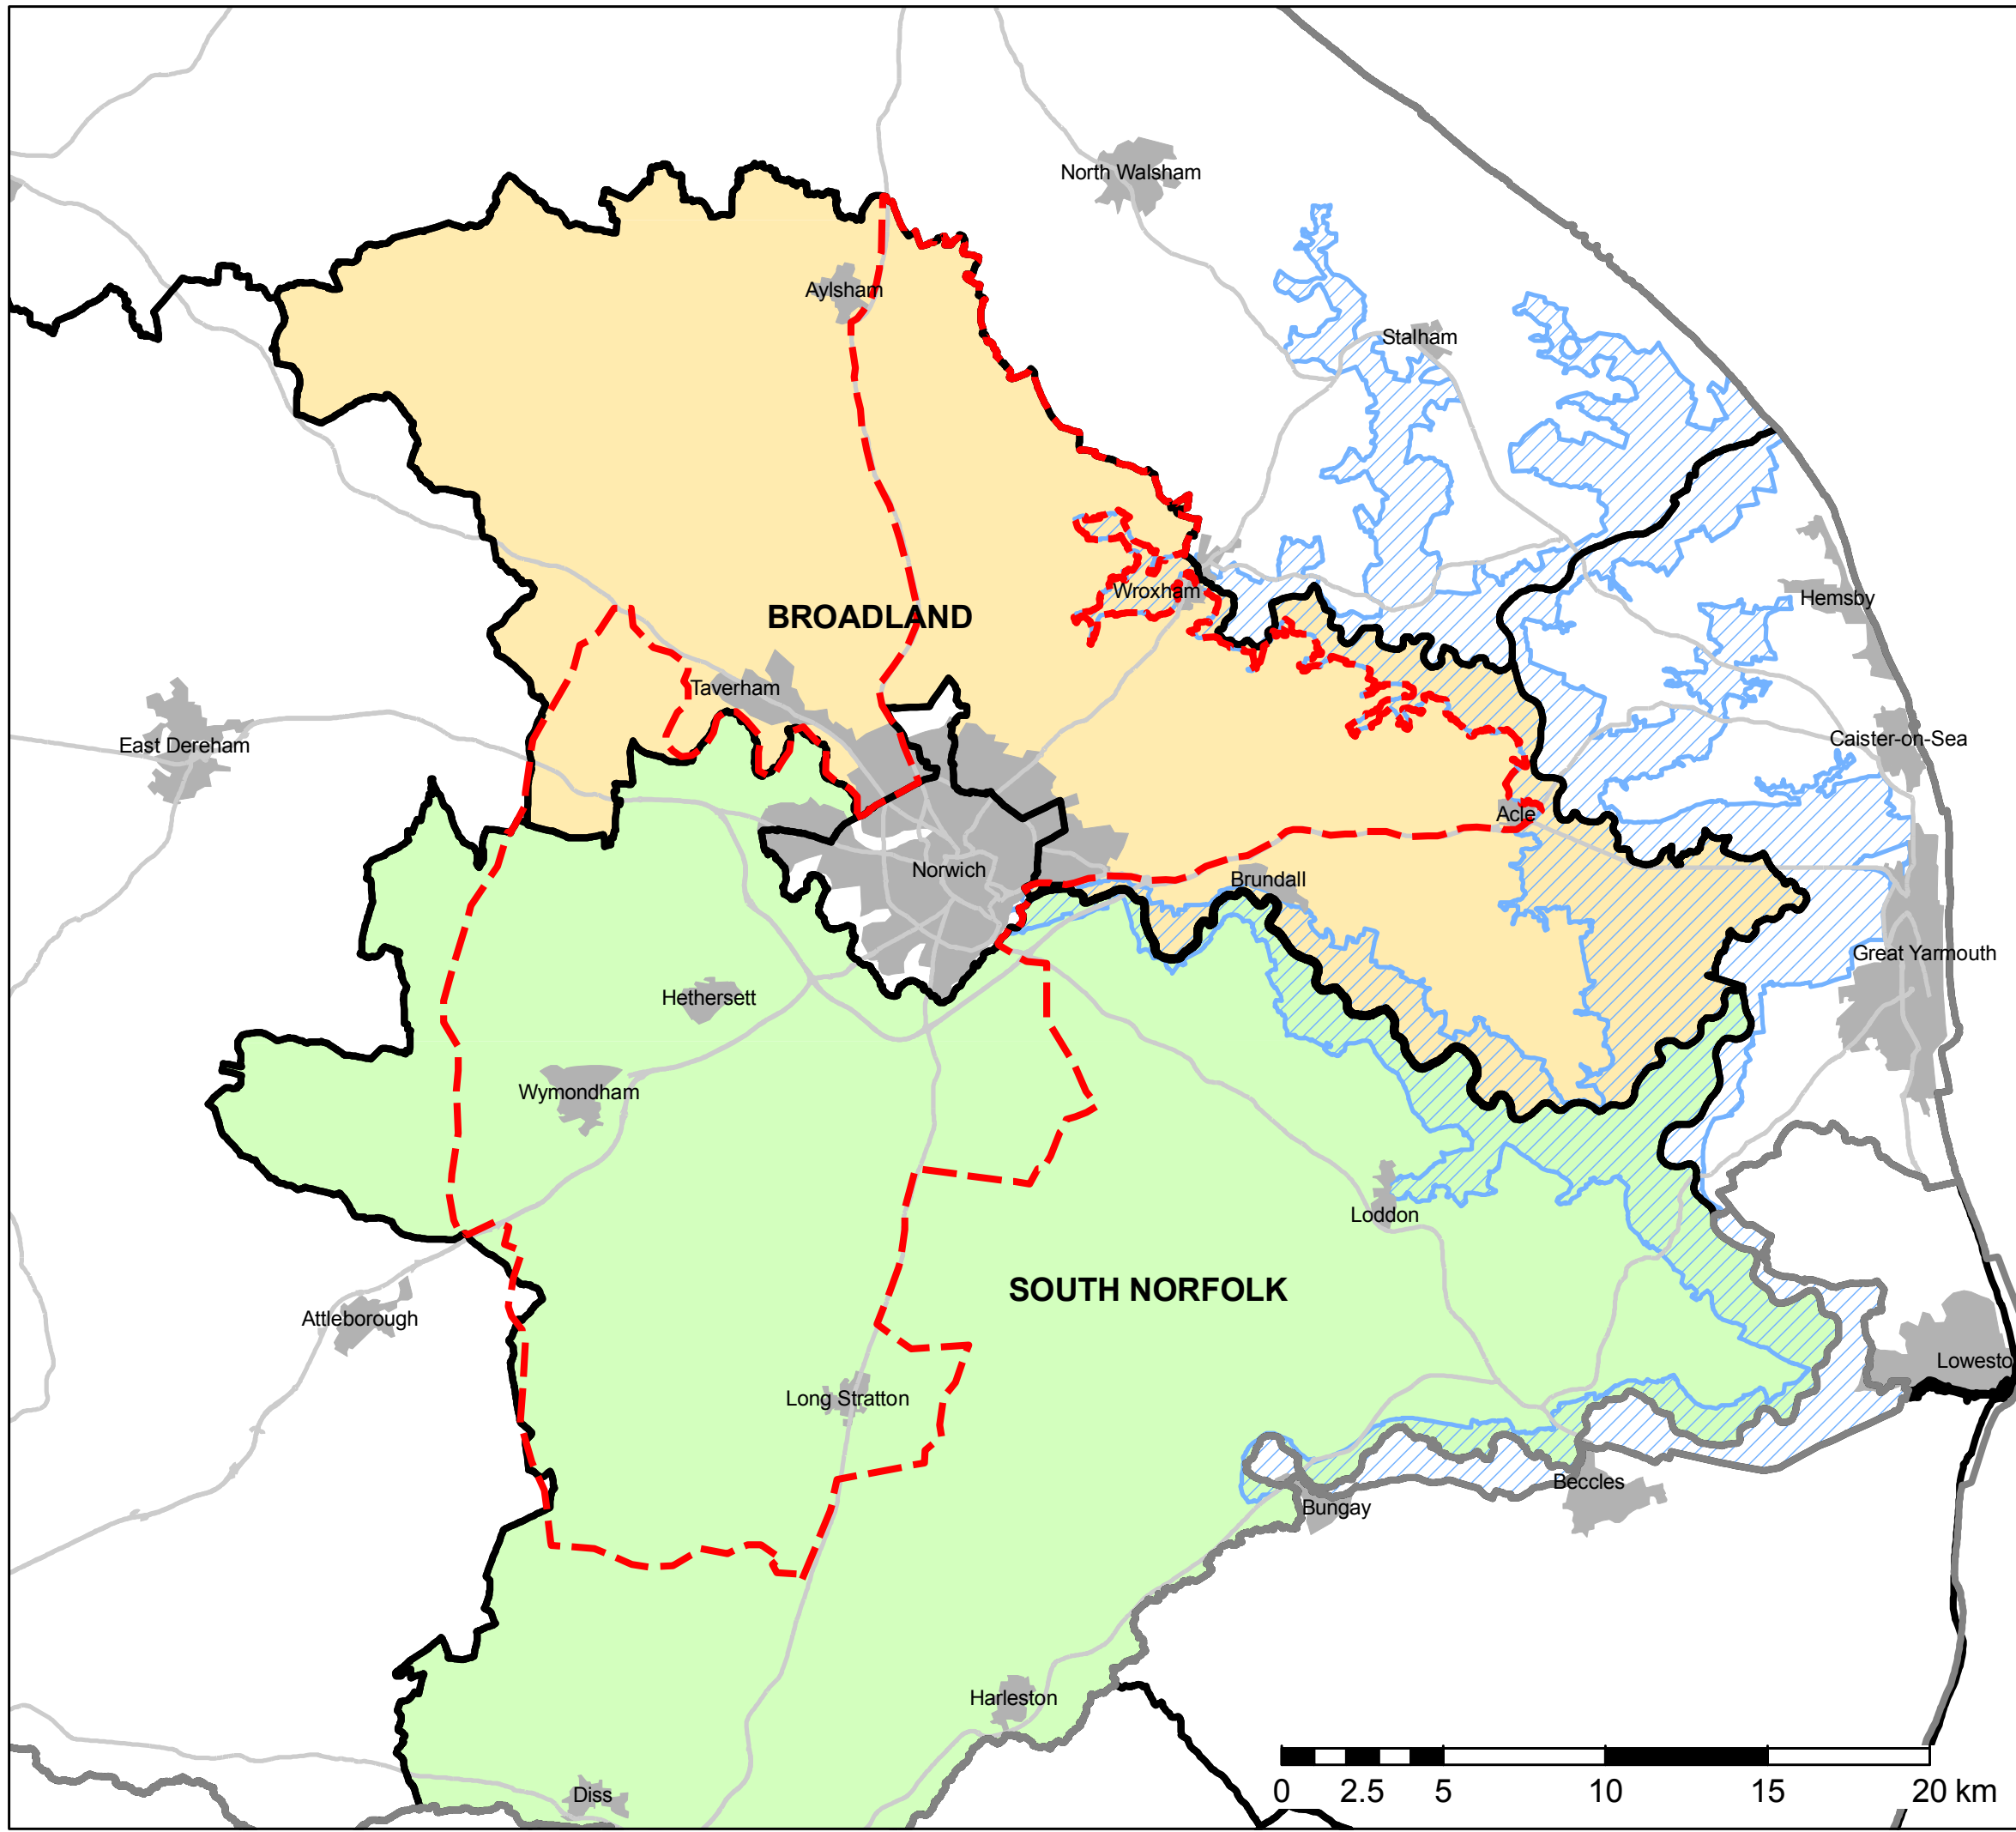 North Walsham
Aylsham
Stalham
Wroxham
Hemsby
BROADLAND
Taverham
East Dereham
Caister-on-Sea
Acle
Norwich
Brundall
Great Yarmouth
Hethersett
Wymondham
Loddon
SOUTH NORFOLK
Attleborough
Lowesto
Long Stratton
Beccles
Bungay
Harleston
Diss
0 2.5 5 10 15 20 km